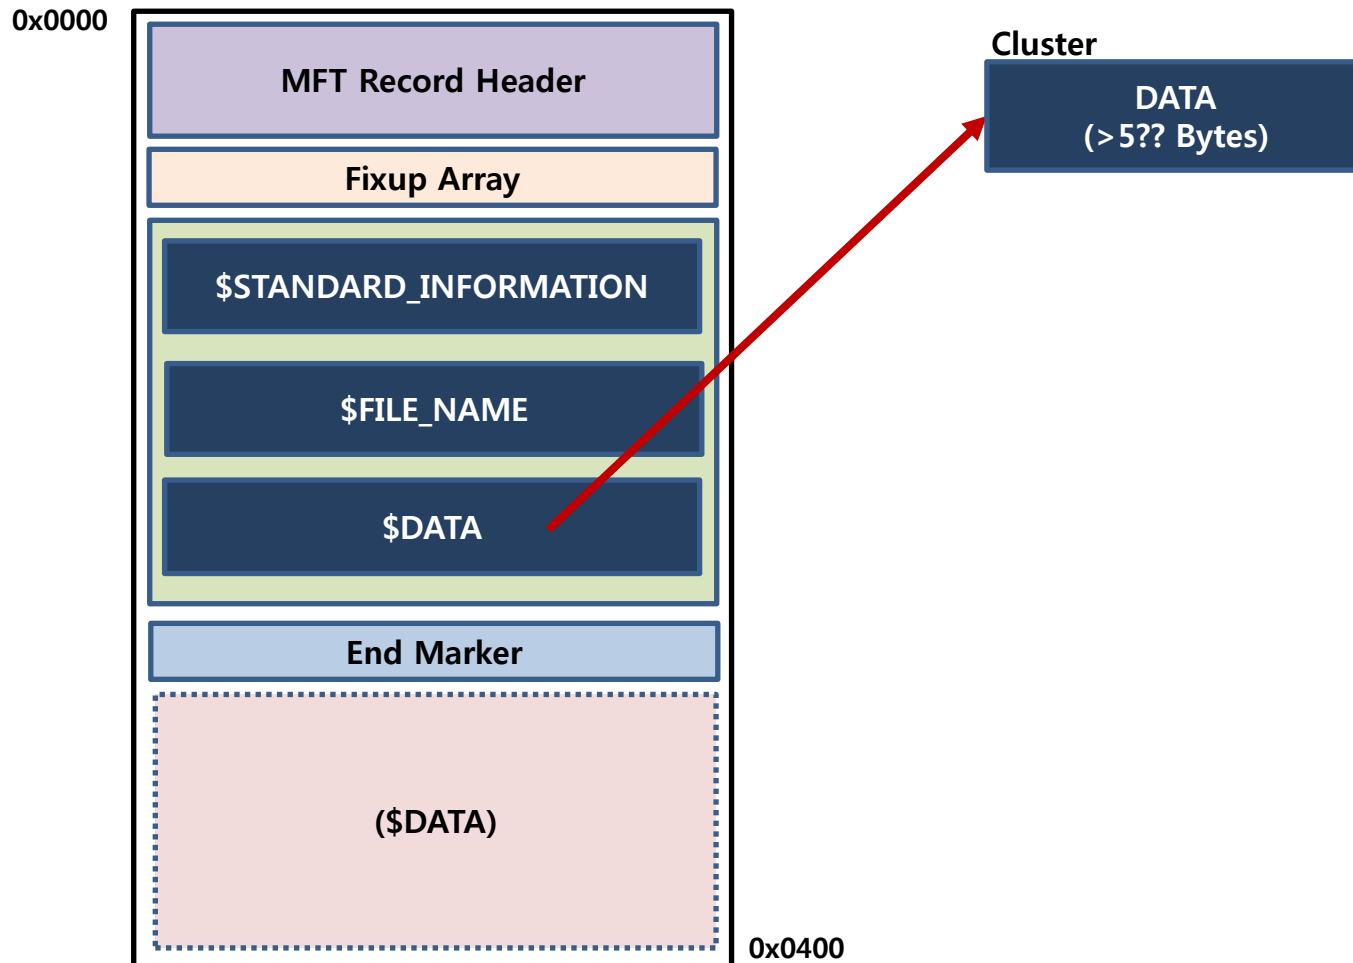 0x0000
MFT Record Header
Cluster
DATA
(>5?? Bytes)
Fixup Array
$STANDARD_INFORMATION
$FILE_NAME
$DATA
End Marker
($DATA)
0x0400